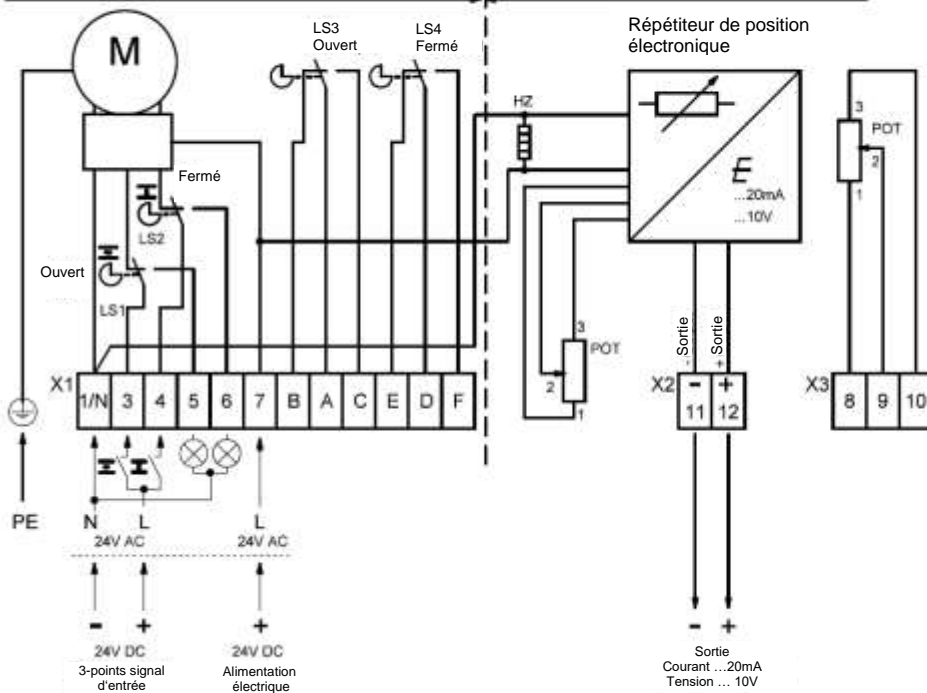 Répétiteur de position
électronique
M
LS3
Ouvert
LS4
Fermé
HZ
3
POT
2
1
E
...20mA
...10V
Fermé
LS2
Ouvert
LS1
3
POT
2
1
- Sortie
+ Sortie
X1
1/N 3 4 5 6 7 B A C E D F
X2
- +
11 12
X3
8 9 10
PE
N L L
24V AC 24V AC
- + +
24V DC 24V DC
3-points signal
d'entrée
Alimentation
électrique
- +
Sortie
Courant ...20mA
Tension ... 10V